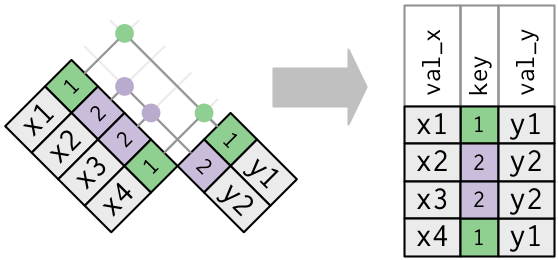 x1 1
x2 2
x3 2
x4 1
1 y1
2 y2
val_x key val_y
x1 1 y1
x2 2 y2
x3 2 y2
x4 1 y1